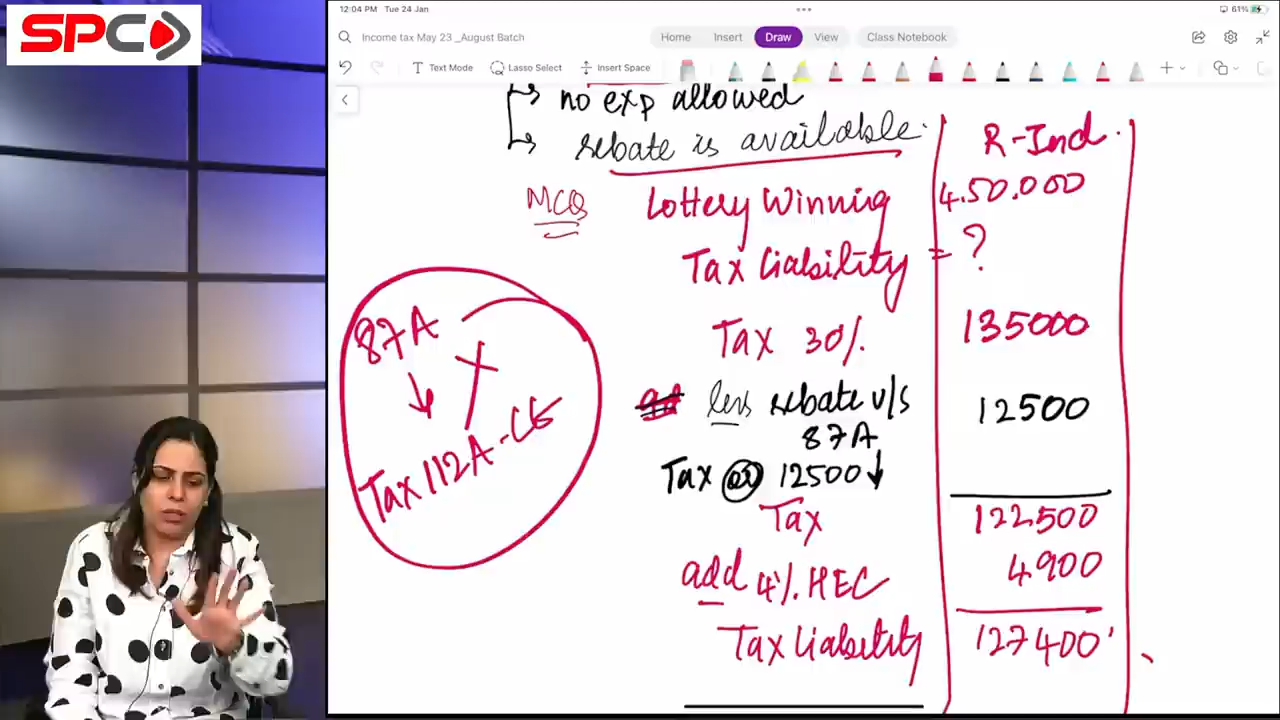 SPC
12:04 PM Tue 24 Jan
61%
Income tax May 23 _August Batch
Home Insert Draw View Class Notebook
Text Mode Lasso Select Insert Space
no exp allowed
rebate is available.
R-Ind.
MCQ Lottery Winning 4.50.000
Tax Liability = ?
Tax 30% 135000
less rebate u/s 12500
87A
Tax or 12500↓
Tax 122500
add 4% HEC 4900
Tax Liability 127400
87A
Tax 112A-CG